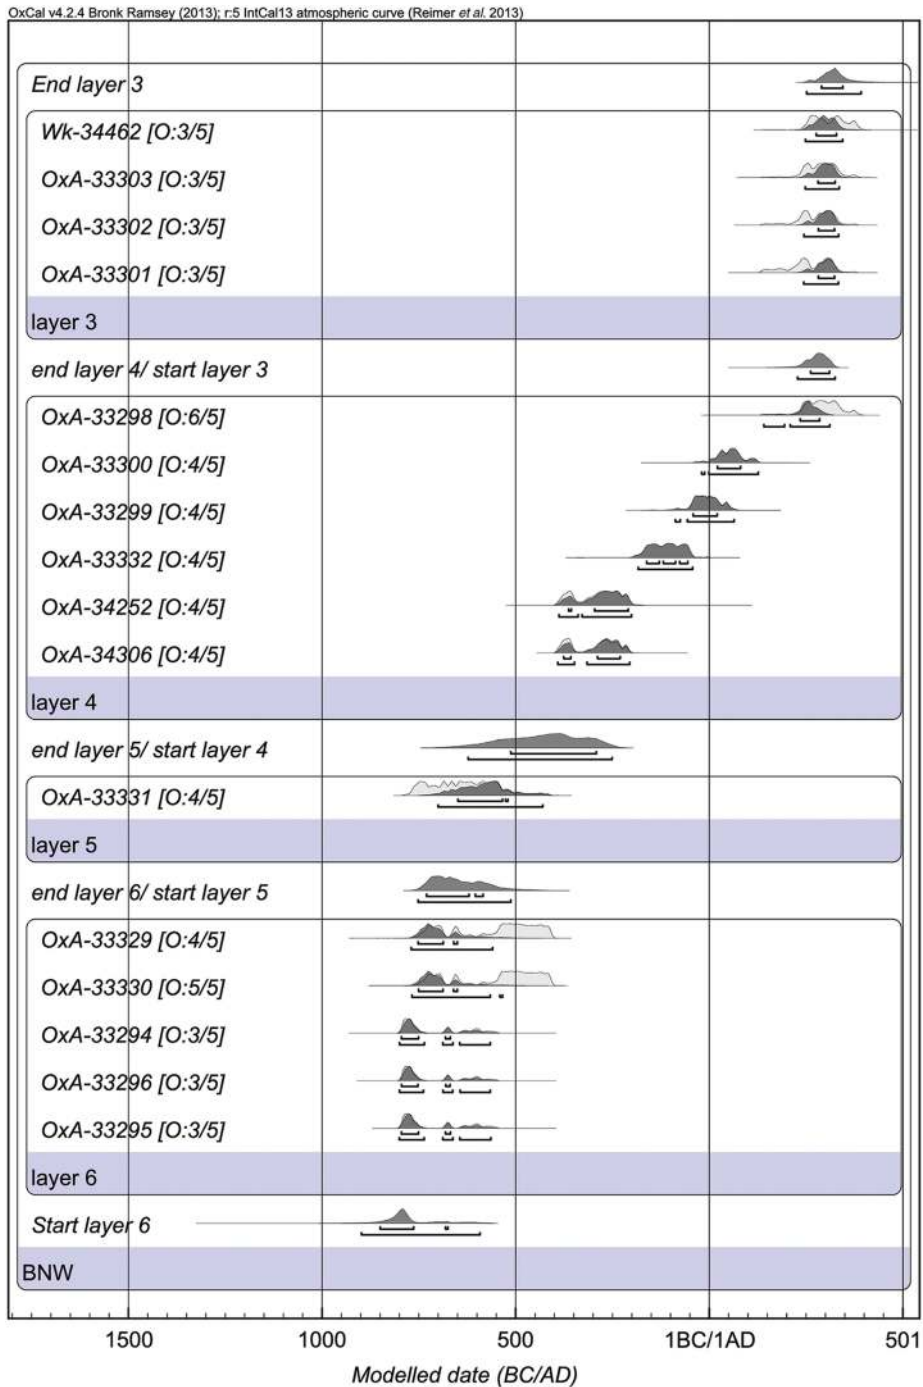 OxCal v4.2.4 Bronk Ramsey (2013); r:5 IntCal13 atmospheric curve (Reimer et al. 2013)
End layer 3
Wk-34462 [O:3/5]
OxA-33303 [O:3/5]
OxA-33302 [O:3/5]
OxA-33301 [O:3/5]
layer 3
end layer 4/ start layer 3
OxA-33298 [O:6/5]
OxA-33300 [O:4/5]
OxA-33299 [O:4/5]
OxA-33332 [O:4/5]
OxA-34252 [O:4/5]
OxA-34306 [O:4/5]
layer 4
end layer 5/ start layer 4
OxA-33331 [O:4/5]
layer 5
end layer 6/ start layer 5
OxA-33329 [O:4/5]
OxA-33330 [O:5/5]
OxA-33294 [O:3/5]
OxA-33296 [O:3/5]
OxA-33295 [O:3/5]
layer 6
Start layer 6
BNW
1500 1000 500 1BC/1AD 501
Modelled date (BC/AD)